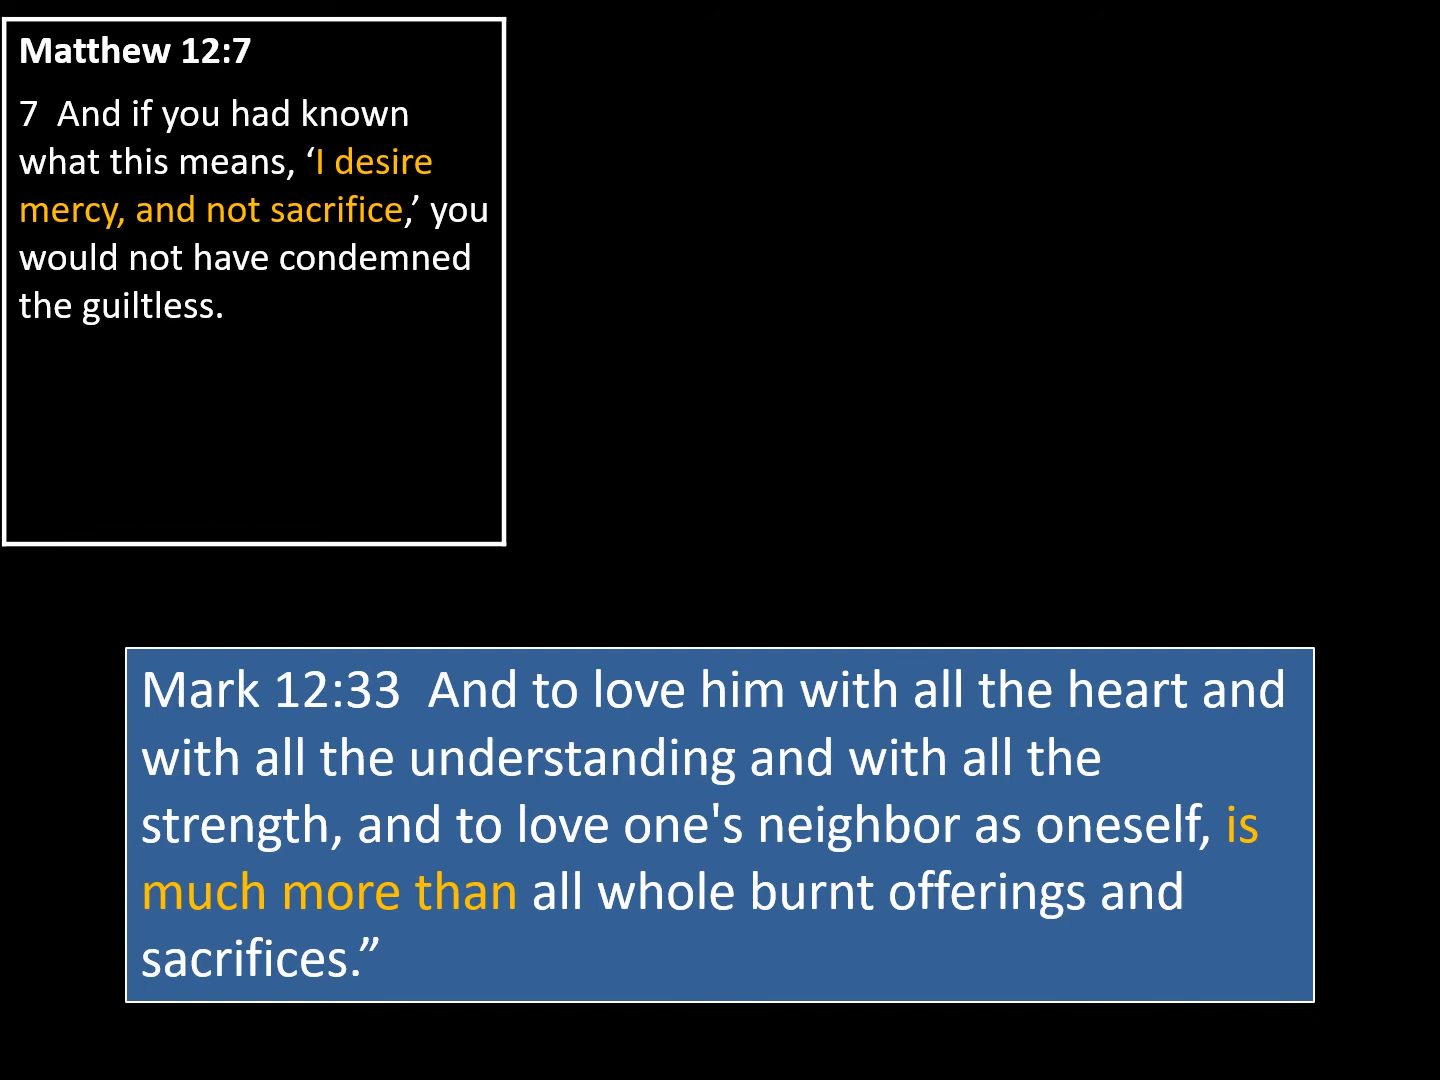 Matthew 12:7
7  And if you had known
what this means, ‘I desire
mercy, and not sacrifice,’ you
would not have condemned
the guiltless.
Mark 12:33  And to love him with all the heart and
with all the understanding and with all the
strength, and to love one's neighbor as oneself, is
much more than all whole burnt offerings and
sacrifices.”